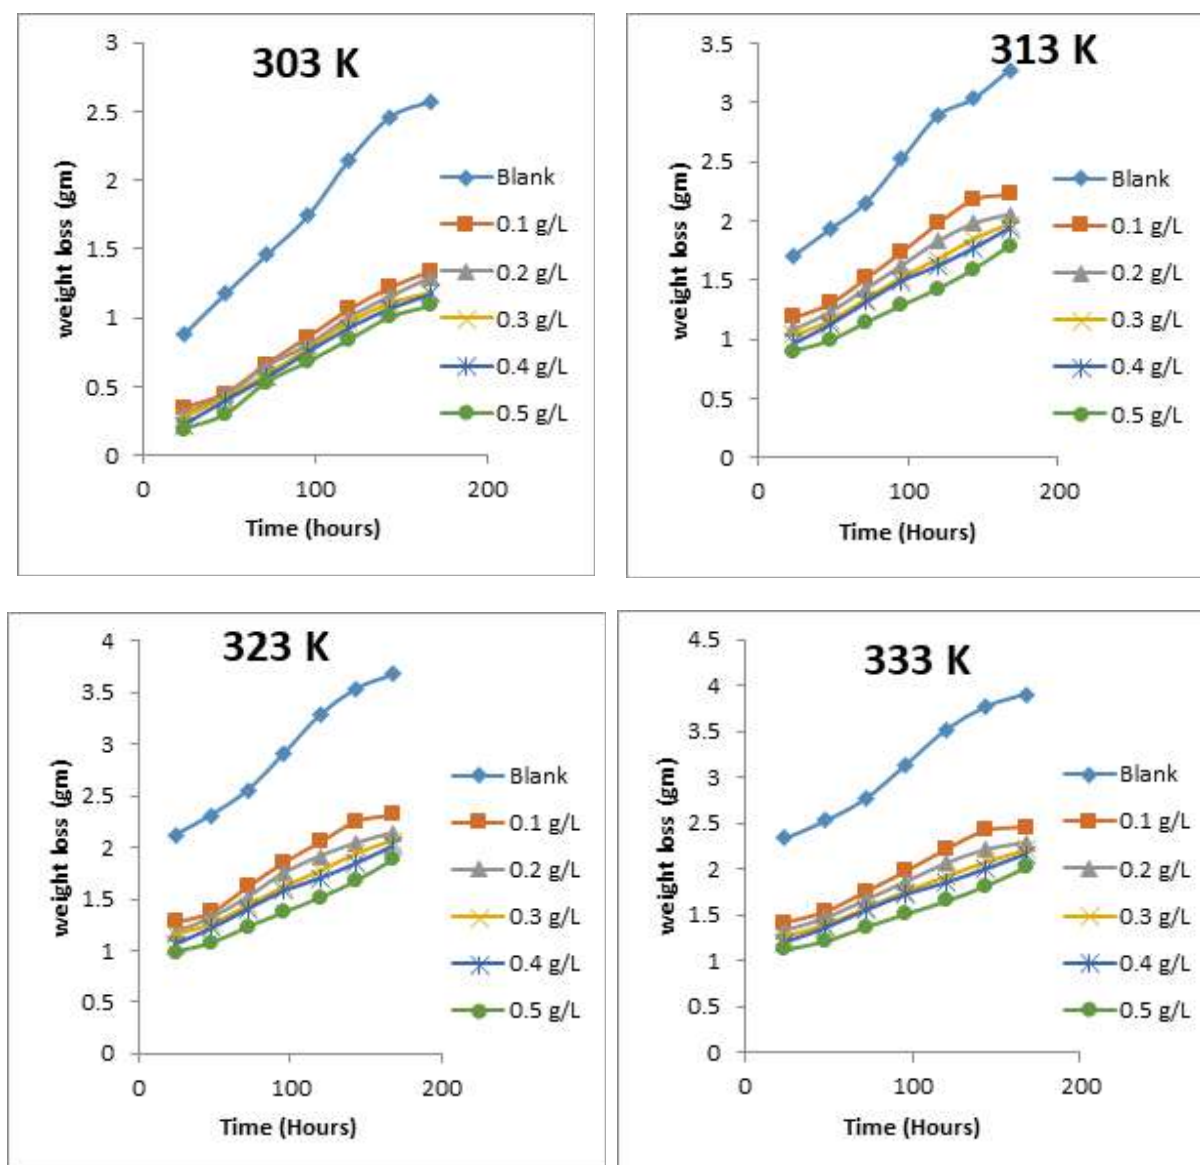 303 K
3
2.5
2
1.5
1
0.5
0
0
100
200
weight loss (gm)
Time (hours)
Blank
0.1 g/L
0.2 g/L
0.3 g/L
0.4 g/L
0.5 g/L
313 K
3.5
3
2.5
2
1.5
1
0.5
0
0
100
200
weight loss (gm)
Time (Hours)
Blank
0.1 g/L
0.2 g/L
0.3 g/L
0.4 g/L
0.5 g/L
323 K
4
3.5
3
2.5
2
1.5
1
0.5
0
0
100
200
weight loss (gm)
Time (Hours)
Blank
0.1 g/L
0.2 g/L
0.3 g/L
0.4 g/L
0.5 g/L
333 K
4.5
4
3.5
3
2.5
2
1.5
1
0.5
0
0
100
200
weight loss (gm)
Time (Hours)
Blank
0.1 g/L
0.2 g/L
0.3 g/L
0.4 g/L
0.5 g/L